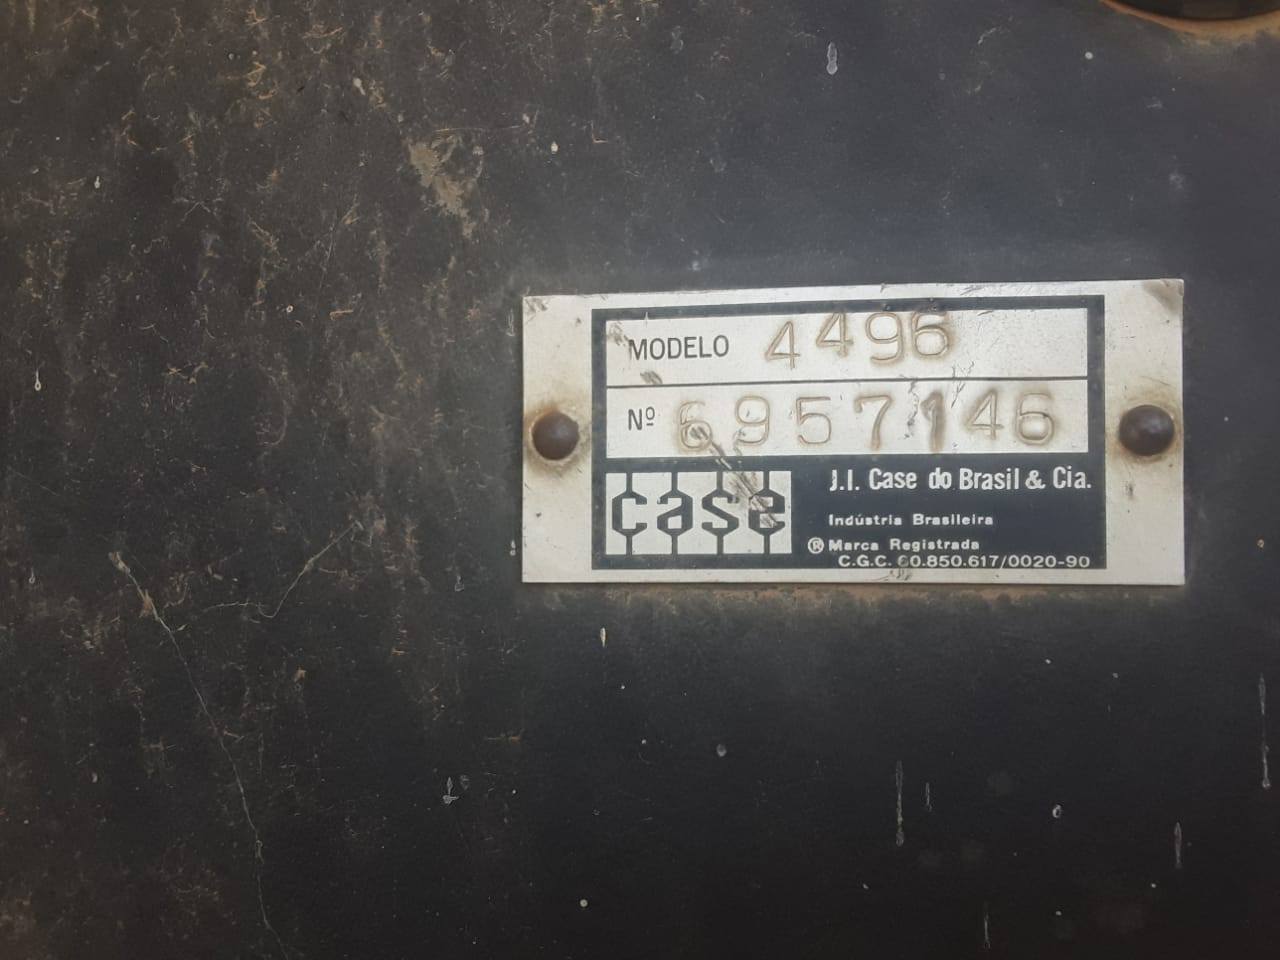 MODELO 4496
Nº 6957146
case
J.I. Case do Brasil & Cia.
Indústria Brasileira
® Marca Registrada
C.G.C. 60.850.617/0020-90